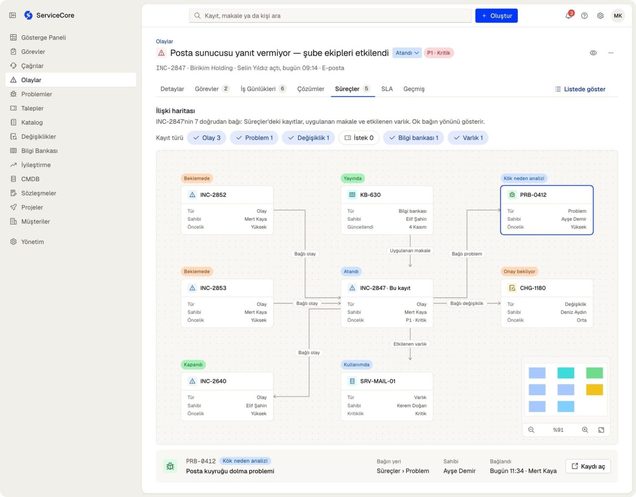 ServiceCore
Kayıt, makale ya da kişi ara
+ Oluştur
3
MK
Gösterge Paneli
Görevler
Çağrılar
Olaylar
Problemler
Talepler
Katalog
Değişiklikler
Bilgi Bankası
İyileştirme
CMDB
Sözleşmeler
Projeler
Müşteriler
Yönetim
Olaylar
Posta sunucusu yanıt vermiyor — şube ekipleri etkilendi
Atandı
P1 · Kritik
INC-2847 · Birikim Holding · Selin Yıldız açtı, bugün 09:14 · E-posta
Detaylar
Görevler 2
İş Günlükleri 6
Çözümler
Süreçler 5
SLA
Geçmiş
Listede göster
İlişki haritası
INC-2847'nin 7 doğrudan bağı: Süreçler'deki kayıtlar, uygulanan makale ve etkilenen varlık. Ok bağın yönünü gösterir.
Kayıt türü
Olay 3
Problem 1
Değişiklik 1
İstek 0
Bilgi bankası 1
Varlık 1
Beklemede
INC-2852
Tür Olay
Sahibi Mert Kaya
Öncelik Yüksek
Yayında
KB-630
Tür Bilgi bankası
Sahibi Elif Şahin
Güncellendi 4 Kasım
Kök neden analizi
PRB-0412
Tür Problem
Sahibi Ayşe Demir
Öncelik Yüksek
Bağlı olay
Uygulanan makale
Bağlı problem
Beklemede
INC-2853
Tür Olay
Sahibi Mert Kaya
Öncelik Yüksek
Bağlı olay
Atandı
INC-2847 · Bu kayıt
Tür Olay
Sahibi Mert Kaya
Öncelik P1 · Kritik
Bağlı değişiklik
Onay bekliyor
CHG-1180
Tür Değişiklik
Sahibi Deniz Aydın
Öncelik Orta
Bağlı olay
Etkilenen varlık
Kapandı
INC-2640
Tür Olay
Sahibi Elif Şahin
Öncelik Yüksek
Kullanımda
SRV-MAIL-01
Tür Varlık
Sahibi Kerem Doğan
Kritiklik Kritik
%91
PRB-0412 Kök neden analizi
Posta kuyruğu dolma problemi
Bağın yeri
Süreçler › Problem
Sahibi
Ayşe Demir
Bağlandı
Bugün 11:34 · Mert Kaya
Kaydı aç